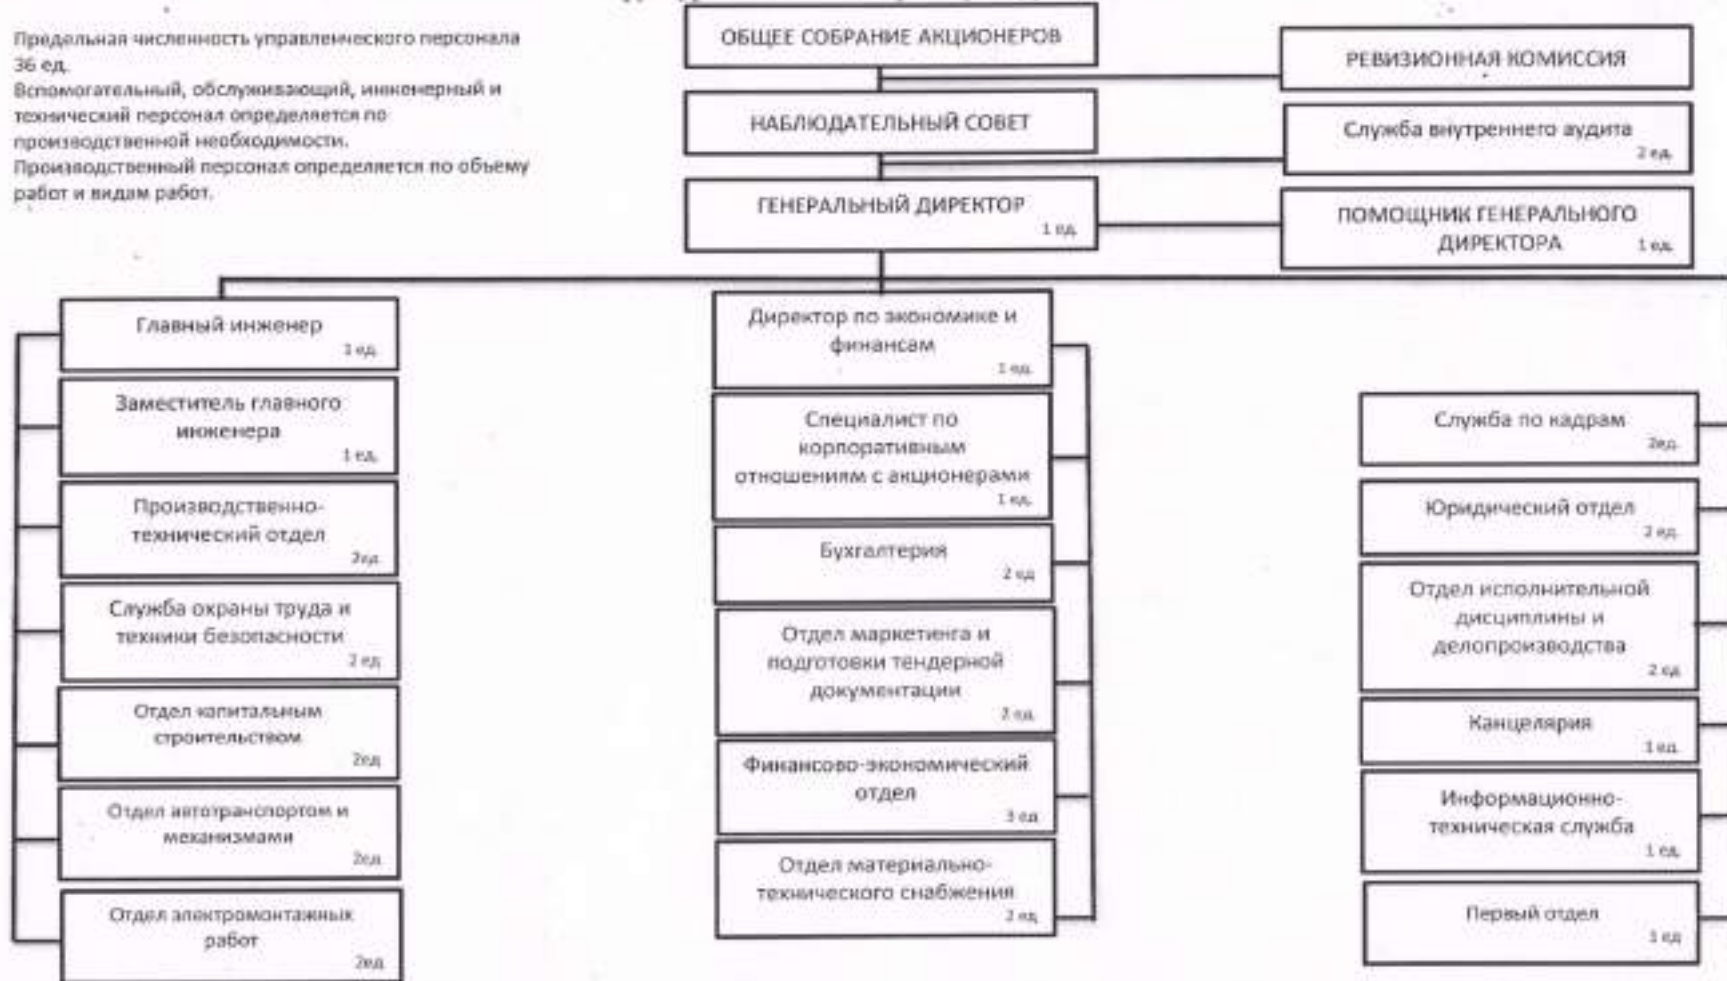 Предельная численность управленческого персонала
36 ед.
Вспомогательный, обслуживающий, инженерный и
технический персонал определяется по
производственной необходимости.
Производственный персонал определяется по объему
работ и видам работ.
ОБЩЕЕ СОБРАНИЕ АКЦИОНЕРОВ
РЕВИЗИОННАЯ КОМИССИЯ
НАБЛЮДАТЕЛЬНЫЙ СОВЕТ
Служба внутреннего аудита
2 ед.
ГЕНЕРАЛЬНЫЙ ДИРЕКТОР
1 ед.
ПОМОЩНИК ГЕНЕРАЛЬНОГО
ДИРЕКТОРА 1 ед.
Главный инженер
1 ед.
Заместитель главного
инженера
1 ед.
Производственно-
технический отдел
2ед.
Служба охраны труда и
техники безопасности
2 ед
Отдел капитальным
строительством
2ед
Отдел автотранспортом и
механизмами
2ед
Отдел электромонтажных
работ
2ед
Директор по экономике и
финансам
1 ед.
Специалист по
корпоративным
отношениям с акционерами
1 ед.
Бухгалтерия
2 ед
Отдел маркетинга и
подготовки тендерной
документации
2 ед.
Финансово-экономический
отдел
3 ед
Отдел материально-
технического снабжения
2 ед
Служба по кадрам
2ед.
Юридический отдел
2 ед.
Отдел исполнительной
дисциплины и
делопроизводства
2 ед
Канцелярия
1 ед.
Информационно-
техническая служба
1 ед.
Первый отдел
1 ед